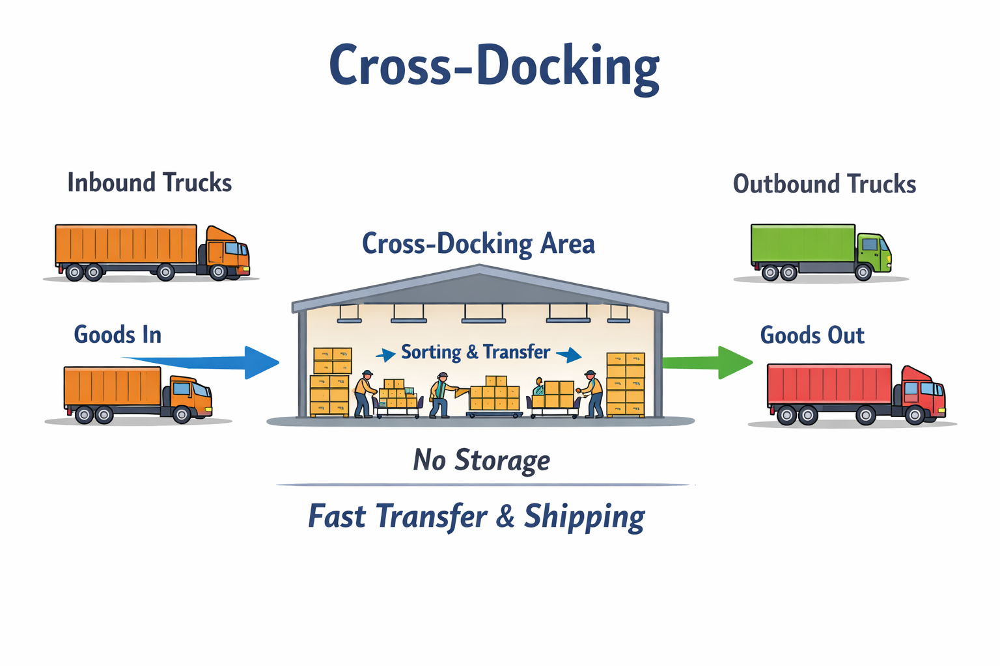 Cross-Docking
Inbound Trucks
Outbound Trucks
Cross-Docking Area
Goods In
Goods Out
Sorting & Transfer
No Storage
Fast Transfer & Shipping